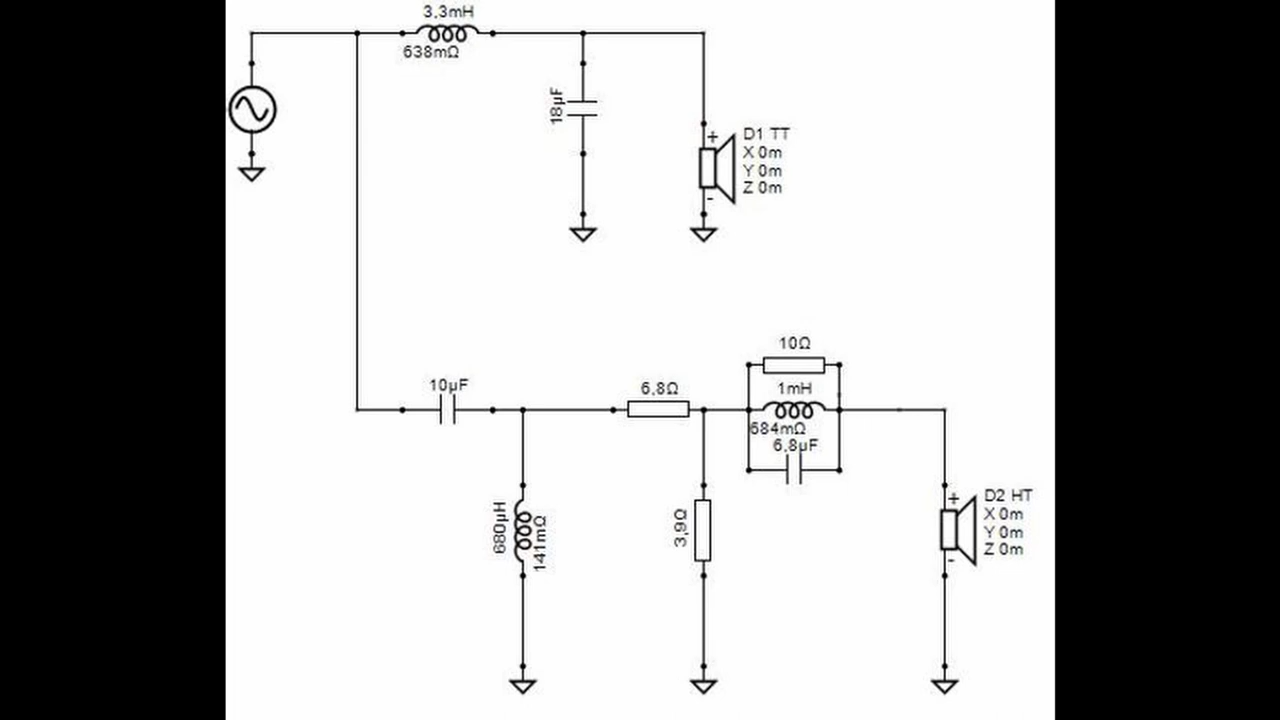 3,3mH
638mΩ
18µF
+
D1 TT
X 0m
Y 0m
Z 0m
-
10Ω
10µF
6,8Ω
1mH
684mΩ
6,8µF
680µH
141mΩ
3,9Ω
+
D2 HT
X 0m
Y 0m
Z 0m
-